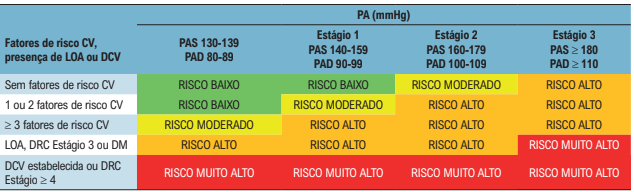 PA (mmHg)
Fatores de risco CV,
presença de LOA ou DCV
PAS 130-139
PAD 80-89
Estágio 1
PAS 140-159
PAD 90-99
Estágio 2
PAS 160-179
PAD 100-109
Estágio 3
PAS ≥ 180
PAD ≥ 110
Sem fatores de risco CV RISCO BAIXO RISCO BAIXO RISCO MODERADO RISCO ALTO
1 ou 2 fatores de risco CV RISCO BAIXO RISCO MODERADO RISCO ALTO RISCO ALTO
≥ 3 fatores de risco CV RISCO MODERADO RISCO ALTO RISCO ALTO RISCO ALTO
LOA, DRC Estágio 3 ou DM RISCO ALTO RISCO ALTO RISCO ALTO RISCO MUITO ALTO
DCV estabelecida ou DRC
Estágio ≥ 4
RISCO MUITO ALTO RISCO MUITO ALTO RISCO MUITO ALTO RISCO MUITO ALTO